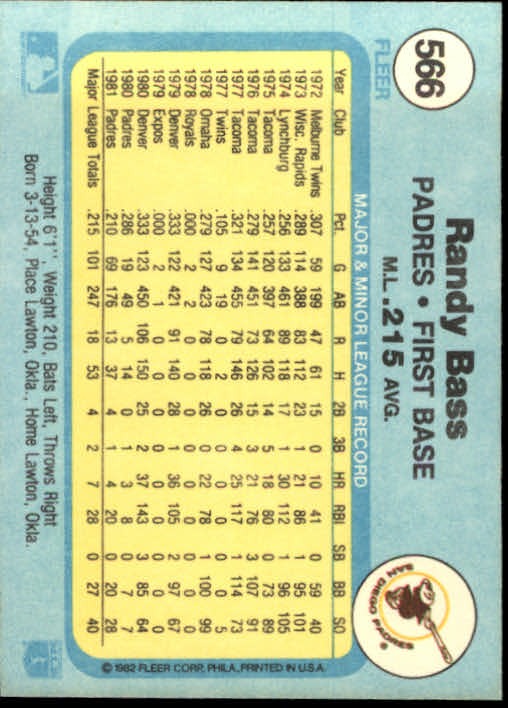 566
FLEER
Randy Bass
PADRES • FIRST BASE
M.L. .215 AVG.
SAN DIEGO PADRES
MAJOR & MINOR LEAGUE RECORD
Year Club Pct. G AB R H 2B 3B HR RBI SB BB SO
1972 Melburne Twins .307 59 199 47 61 15 0 10 41 0 59 40
1973 Wisc. Rapids .289 114 388 83 112 23 1 21 86 1 95 101
1974 Lynchburg .256 133 461 89 118 17 1 30 112 1 96 105
1975 Tacoma .257 120 397 64 102 14 5 18 80 0 73 89
1976 Tacoma .279 141 451 73 126 15 3 21 76 3 107 91
1977 Tacoma .321 134 455 79 146 26 4 25 117 1 114 73
1977 Twins .105 9 19 0 2 0 0 0 0 0 0 5
1978 Omaha .279 127 423 78 118 26 0 22 78 1 100 99
1978 Royals .000 2 2 0 0 0 0 0 0 0 0 0
1979 Denver .333 122 421 91 140 28 1 36 105 2 97 67
1979 Expos .000 2 1 0 0 0 0 0 0 0 0 0
1980 Denver .333 123 450 106 150 25 2 37 143 3 85 64
1980 Padres .286 19 49 5 14 0 1 3 8 0 7 7
1981 Padres .210 69 176 13 37 4 1 4 20 0 20 28
Major League Totals .215 101 247 18 53 4 2 7 28 0 27 40
© 1982 FLEER CORP. PHILA., PRINTED IN U.S.A.
Height 6'1'', Weight 210, Bats Left, Throws Right
Born 3-13-54, Place Lawton, Okla., Home Lawton, Okla.